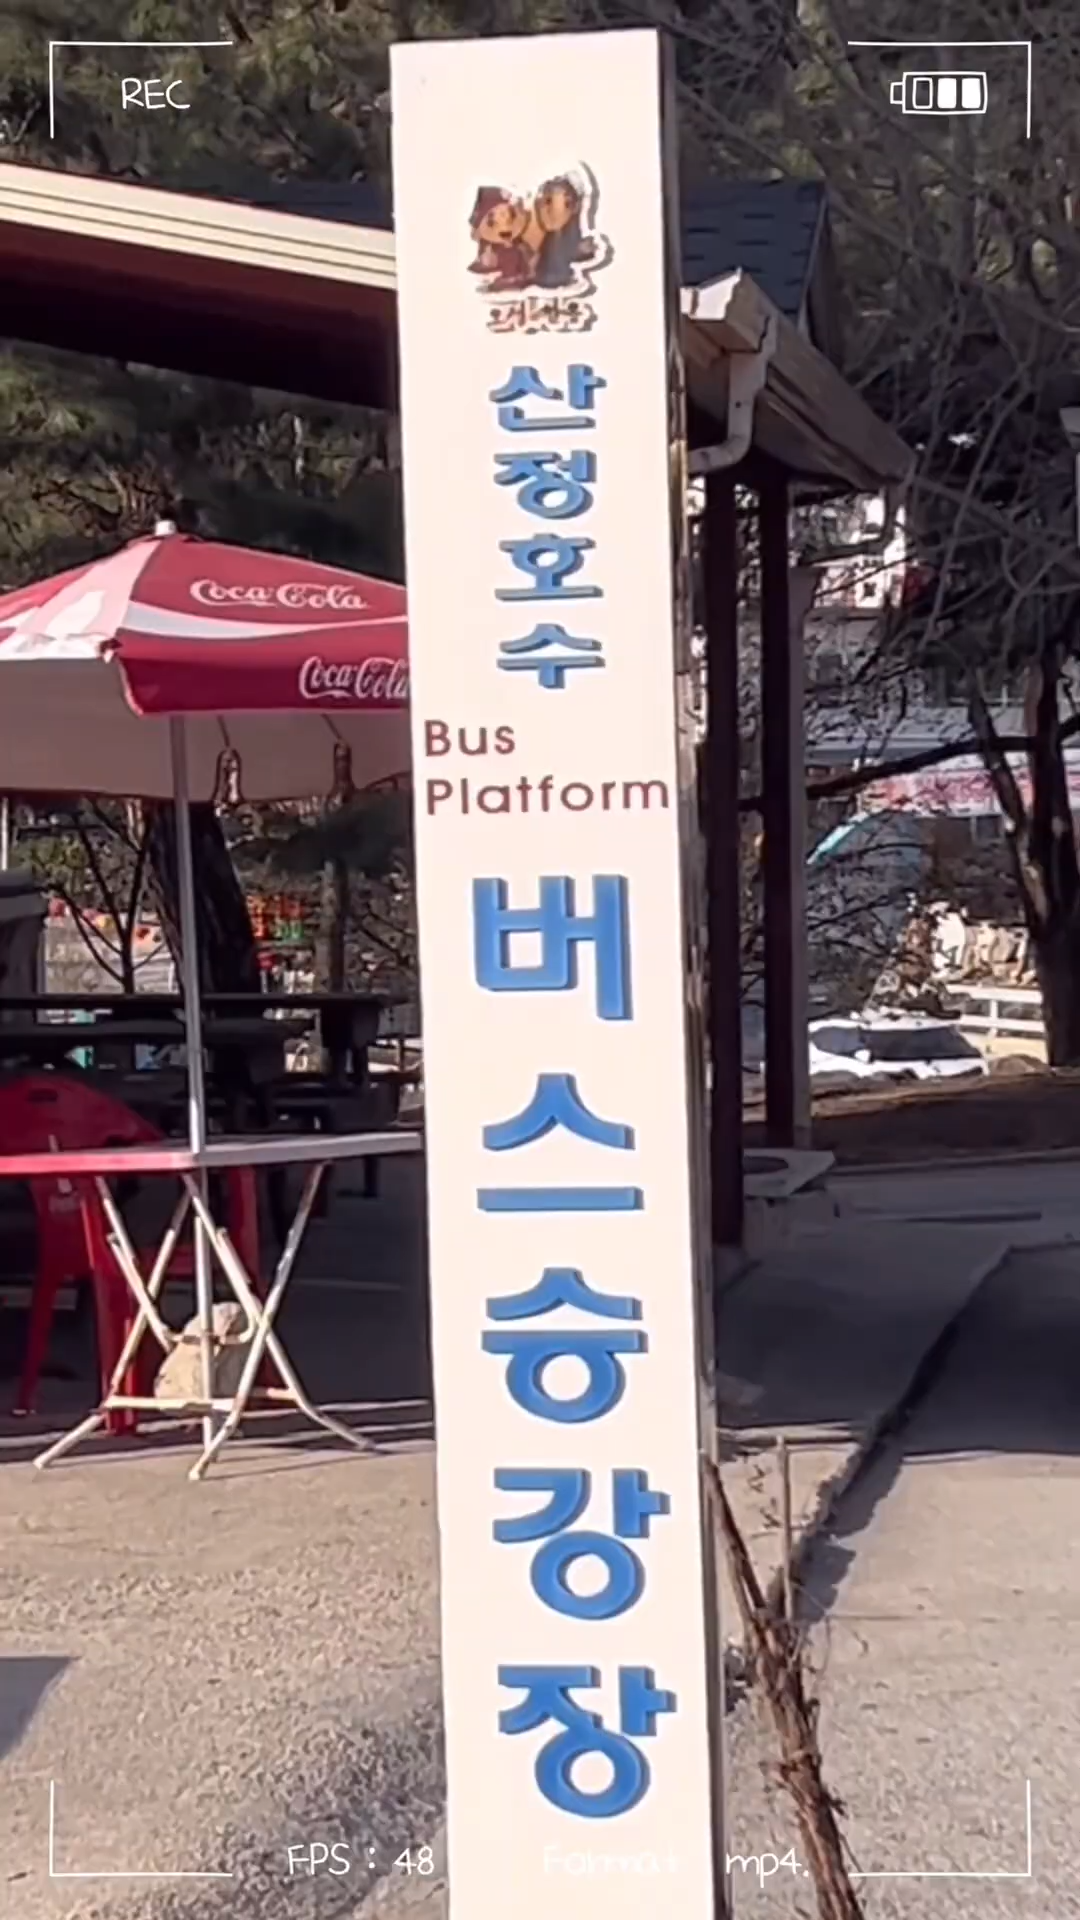 REC
Coca-Cola
Coca-Cola
산정호수
Bus
Platform
버스승강장
FPS : 48 Format mp4.